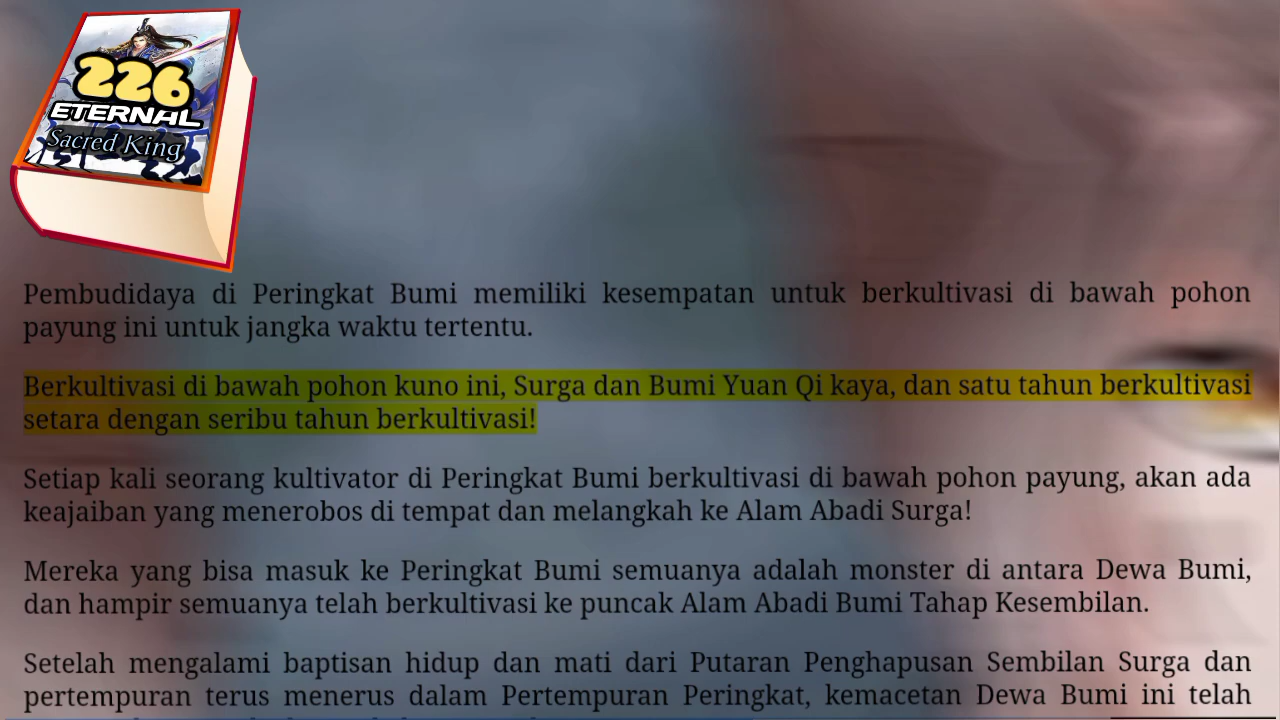 226
ETERNAL
Sacred King
Pembudidaya di Peringkat Bumi memiliki kesempatan untuk berkultivasi di bawah pohon
payung ini untuk jangka waktu tertentu.
Berkultivasi di bawah pohon kuno ini, Surga dan Bumi Yuan Qi kaya, dan satu tahun berkultivasi
setara dengan seribu tahun berkultivasi!
Setiap kali seorang kultivator di Peringkat Bumi berkultivasi di bawah pohon payung, akan ada
keajaiban yang menerobos di tempat dan melangkah ke Alam Abadi Surga!
Mereka yang bisa masuk ke Peringkat Bumi semuanya adalah monster di antara Dewa Bumi,
dan hampir semuanya telah berkultivasi ke puncak Alam Abadi Bumi Tahap Kesembilan.
Setelah mengalami baptisan hidup dan mati dari Putaran Penghapusan Sembilan Surga dan
pertempuran terus menerus dalam Pertempuran Peringkat, kemacetan Dewa Bumi ini telah